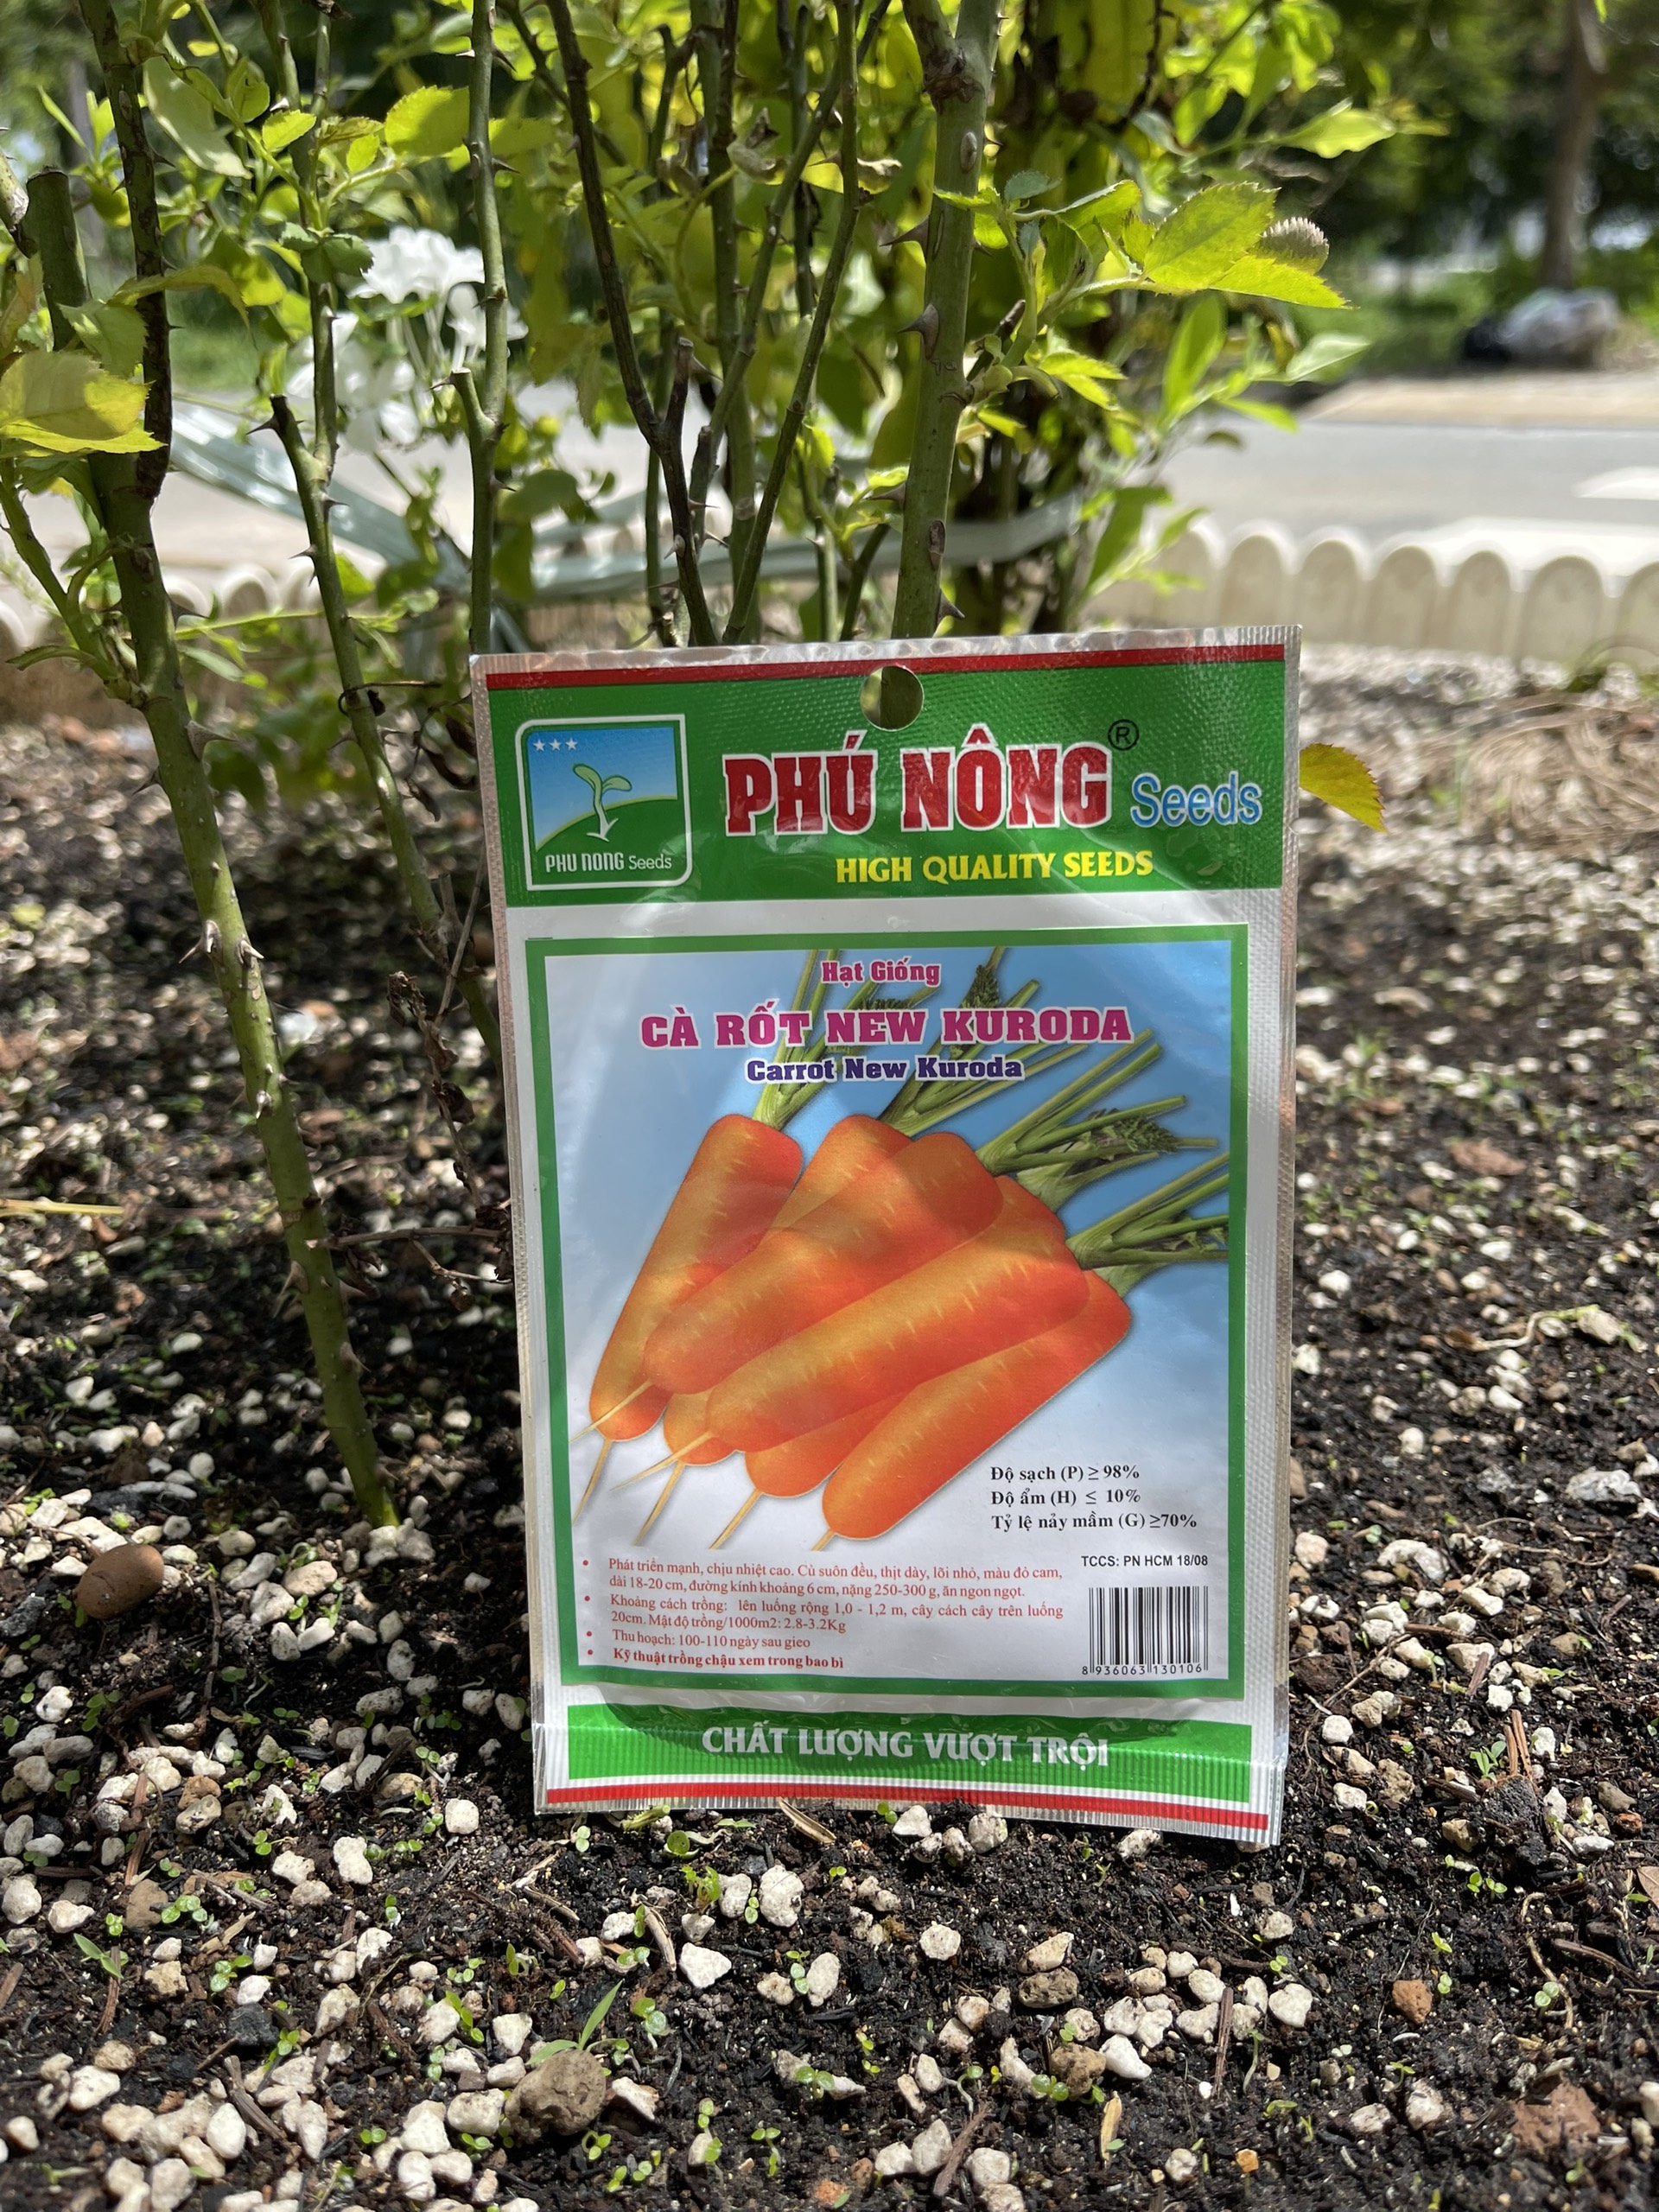 PHÚ NÔNG® Seeds
PHU NONG Seeds
HIGH QUALITY SEEDS
Hạt Giống
CÀ RỐT NEW KURODA
Carrot New Kuroda
Độ sạch (P) ≥ 98%
Độ ẩm (H) ≤ 10%
Tỷ lệ nảy mầm (G) ≥70%
TCCS: PN HCM 18/08
• Phát triển mạnh, chịu nhiệt cao. Củ suôn đều, thịt dày, lõi nhỏ, màu đỏ cam,
dài 18-20 cm, đường kính khoảng 6 cm, nặng 250-300 g, ăn ngon ngọt.
• Khoảng cách trồng: lên luống rộng 1,0 - 1,2 m, cây cách cây trên luống
20cm. Mật độ trồng/1000m2: 2.8-3.2Kg
• Thu hoạch: 100-110 ngày sau gieo
• Kỹ thuật trồng chậu xem trong bao bì
8 936063 130106
CHẤT LƯỢNG VƯỢT TRỘI